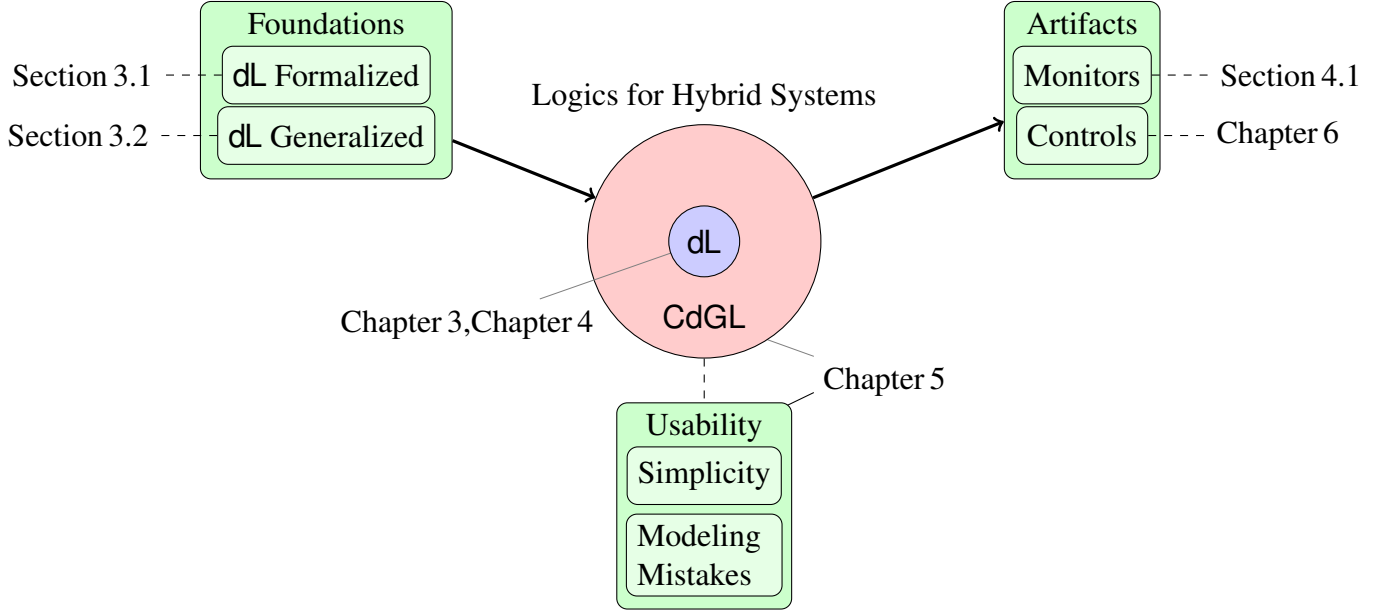 Foundations
Section 3.1
dL Formalized
Section 3.2
dL Generalized
Logics for Hybrid Systems
Artifacts
Monitors
Section 4.1
Controls
Chapter 6
dL
CdGL
Chapter 3,Chapter 4
Chapter 5
Usability
Simplicity
Modeling
Mistakes